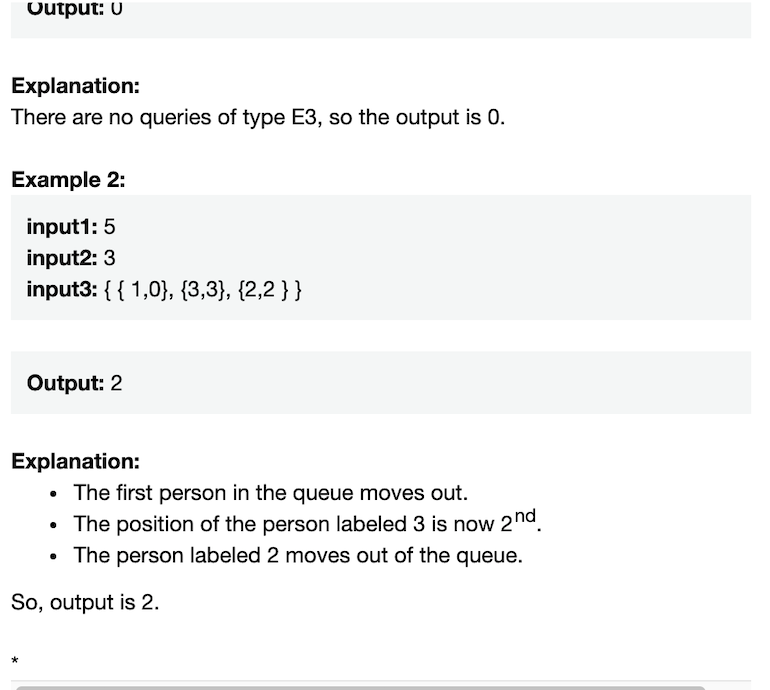 Output: 0
Explanation:
There are no queries of type E3, so the output is 0.
Example 2:
input1: 5
input2: 3
input3: { { 1,0}, {3,3}, {2,2 } }
Output: 2
Explanation:
• The first person in the queue moves out.
• The position of the person labeled 3 is now 2nd.
• The person labeled 2 moves out of the queue.
So, output is 2.
*